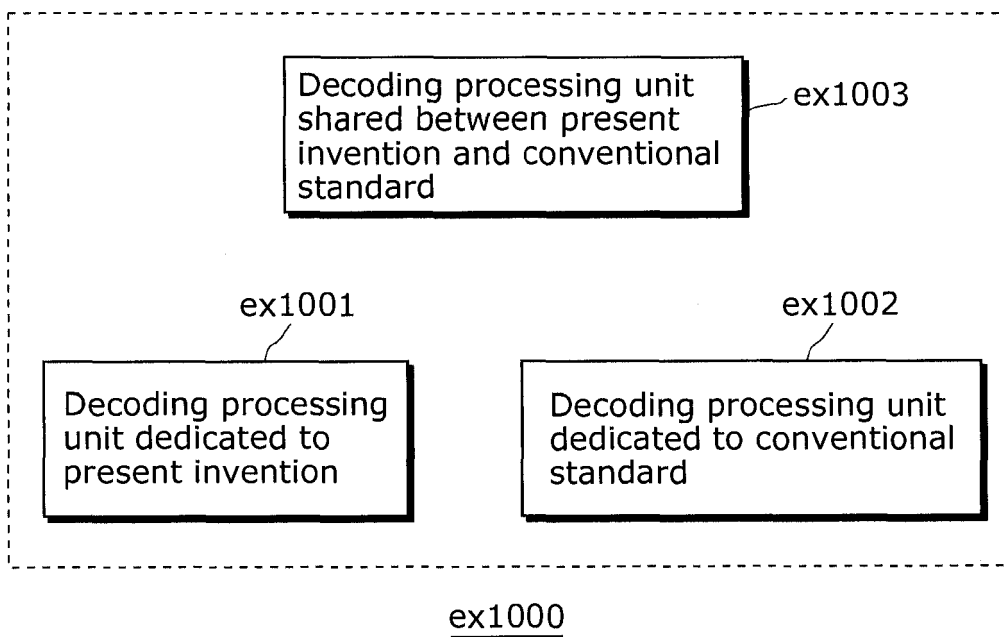 Decoding processing unit
shared between present
invention and conventional
standard
ex1003
ex1001
Decoding processing
unit dedicated to
present invention
ex1002
Decoding processing unit
dedicated to conventional
standard
ex1000